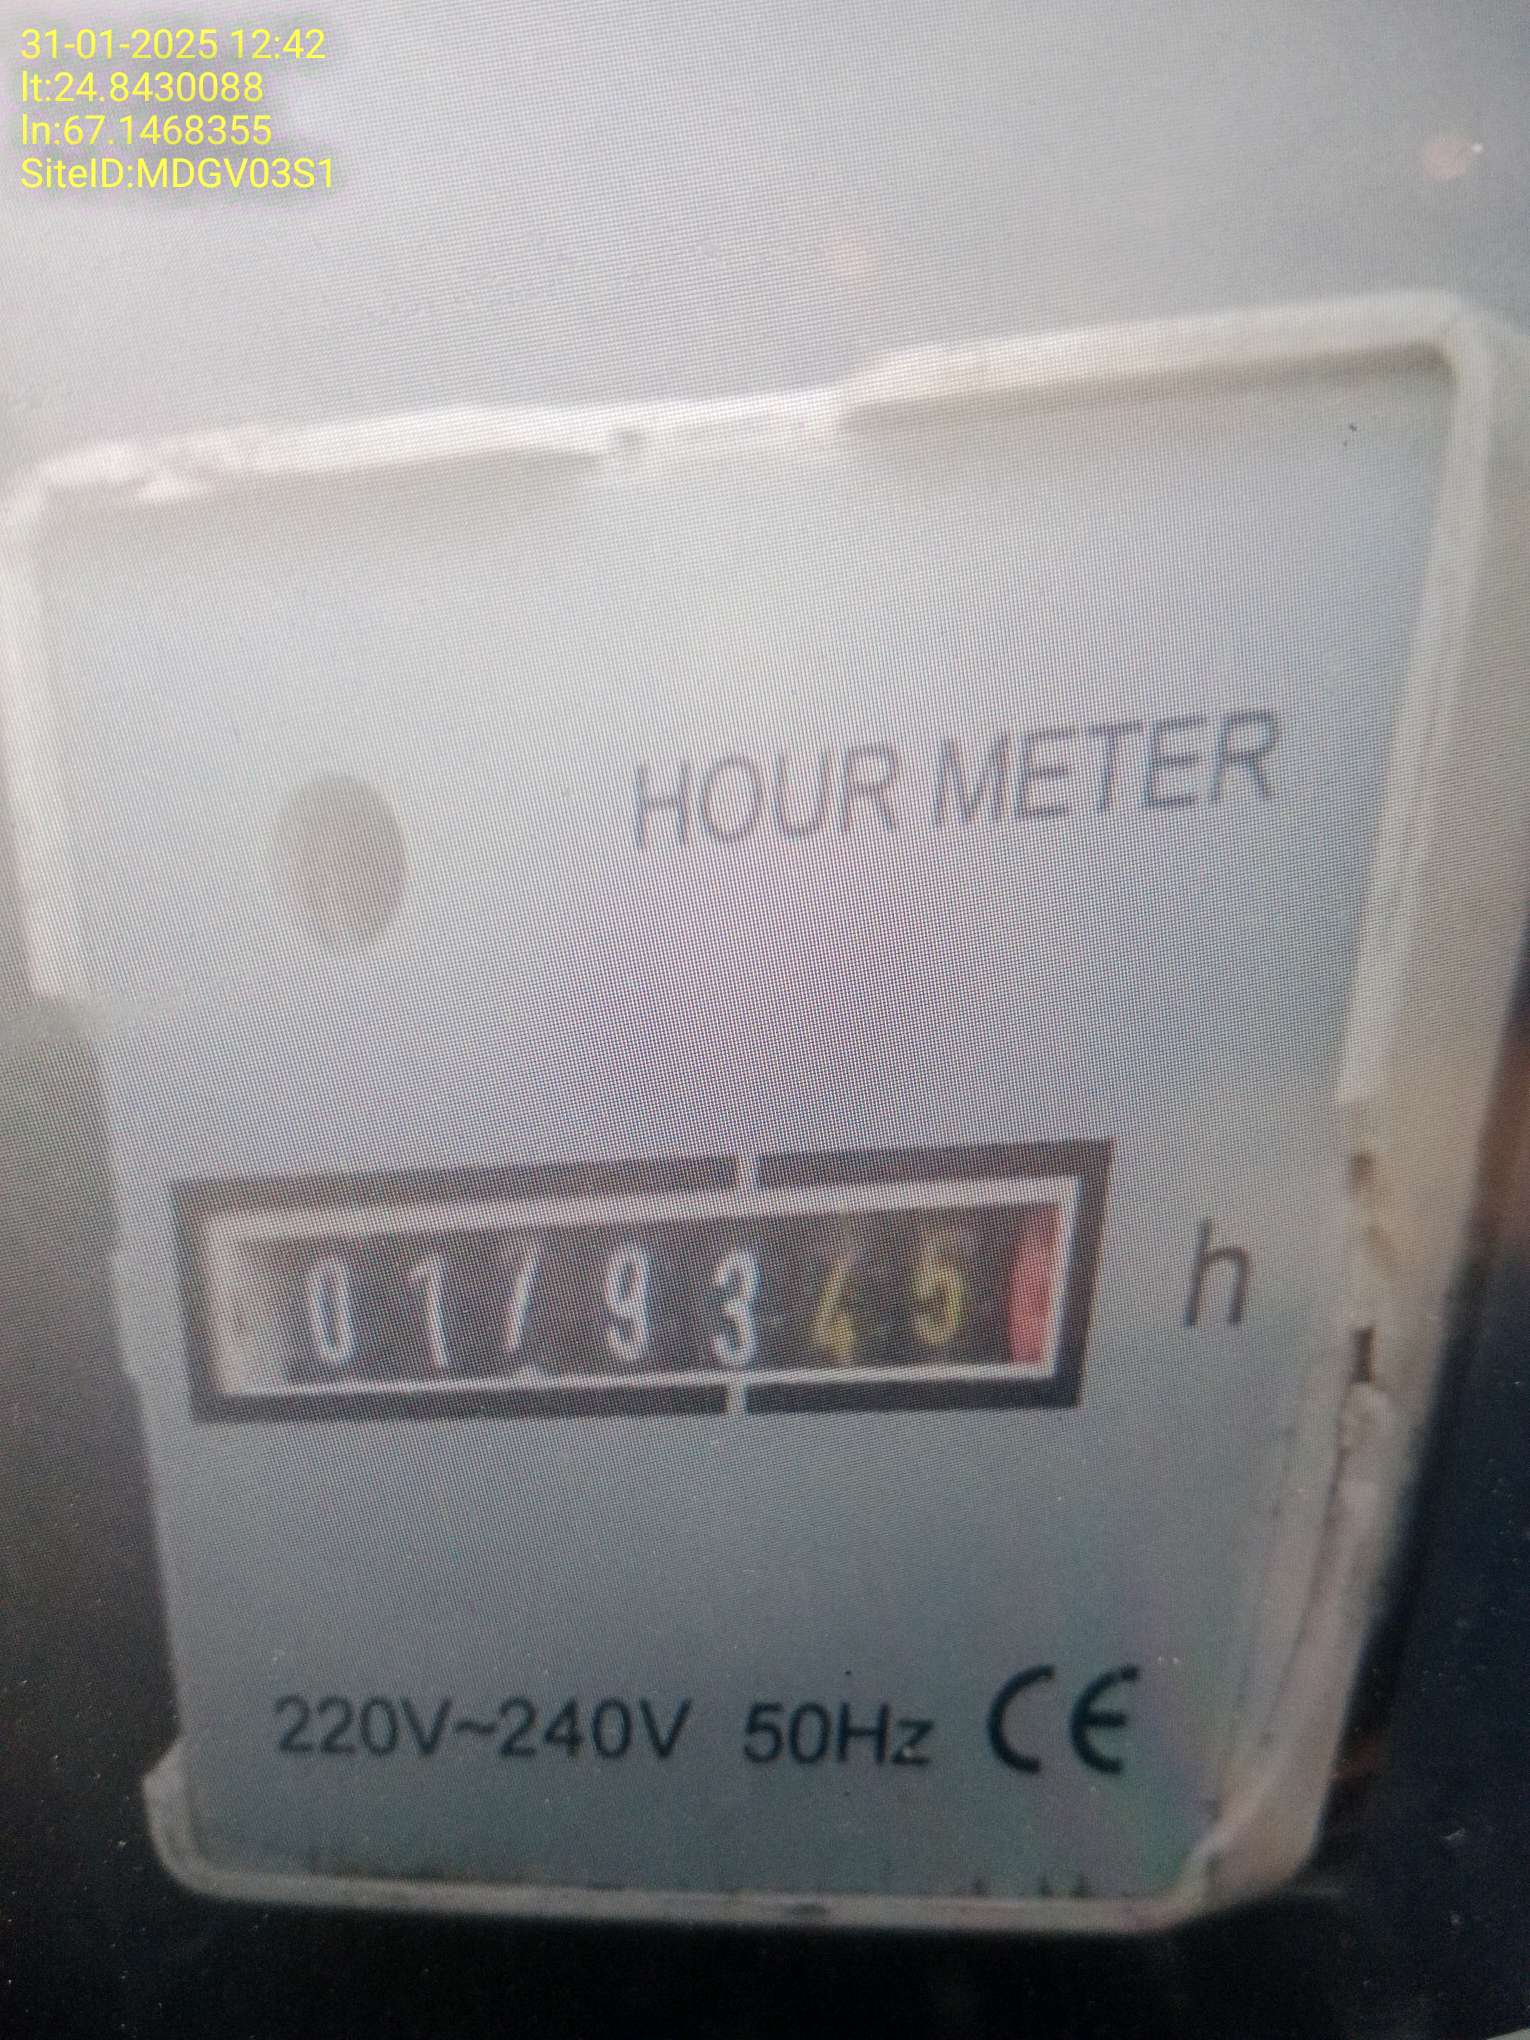 31-01-2025 12:42
lt:24.8430088
ln:67.1468355
SiteID:MDGV03S1
HOUR METER
h
220V~240V 50Hz CE